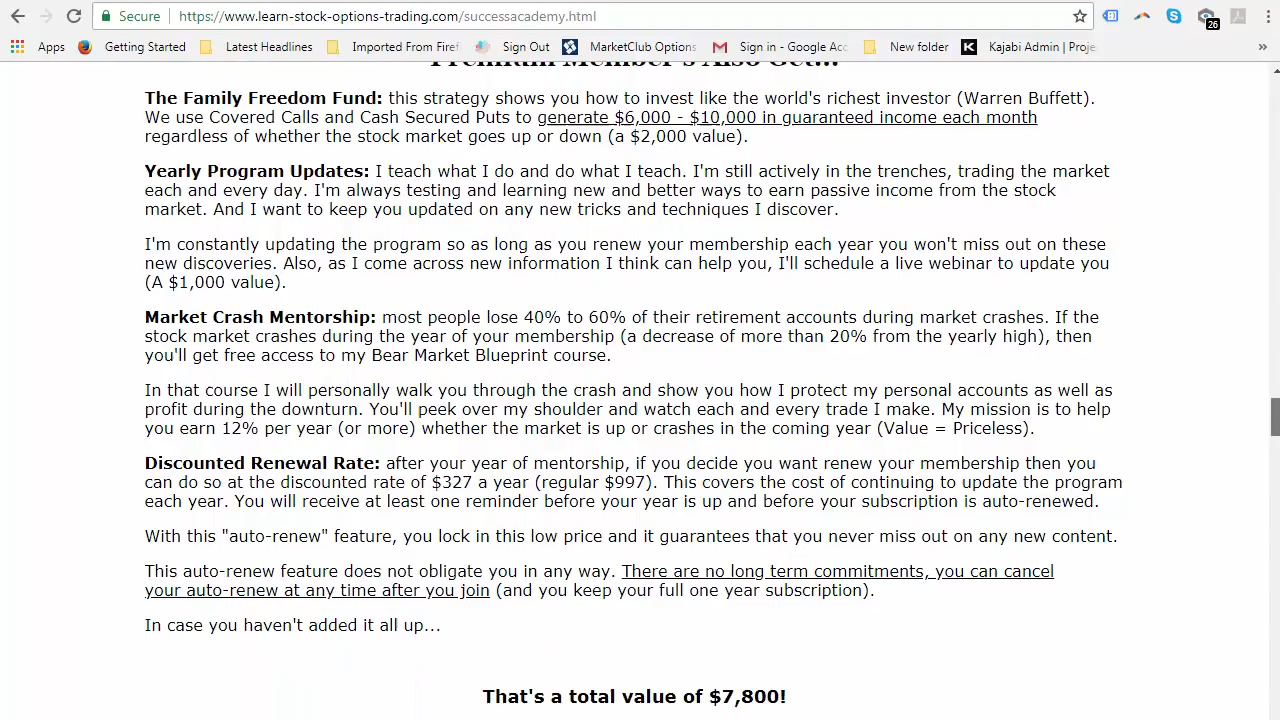 Secure
https://www.learn-stock-options-trading.com/successacademy.html
26
Apps Getting Started Latest Headlines Imported From Firef Sign Out MarketClub Options Sign in - Google Acc New folder Kajabi Admin | Proje »
Premium Member's Also Get...
The Family Freedom Fund: this strategy shows you how to invest like the world's richest investor (Warren Buffett).
We use Covered Calls and Cash Secured Puts to generate $6,000 - $10,000 in guaranteed income each month
regardless of whether the stock market goes up or down (a $2,000 value).
Yearly Program Updates: I teach what I do and do what I teach. I'm still actively in the trenches, trading the market
each and every day. I'm always testing and learning new and better ways to earn passive income from the stock
market. And I want to keep you updated on any new tricks and techniques I discover.
I'm constantly updating the program so as long as you renew your membership each year you won't miss out on these
new discoveries. Also, as I come across new information I think can help you, I'll schedule a live webinar to update you
(A $1,000 value).
Market Crash Mentorship: most people lose 40% to 60% of their retirement accounts during market crashes. If the
stock market crashes during the year of your membership (a decrease of more than 20% from the yearly high), then
you'll get free access to my Bear Market Blueprint course.
In that course I will personally walk you through the crash and show you how I protect my personal accounts as well as
profit during the downturn. You'll peek over my shoulder and watch each and every trade I make. My mission is to help
you earn 12% per year (or more) whether the market is up or crashes in the coming year (Value = Priceless).
Discounted Renewal Rate: after your year of mentorship, if you decide you want renew your membership then you
can do so at the discounted rate of $327 a year (regular $997). This covers the cost of continuing to update the program
each year. You will receive at least one reminder before your year is up and before your subscription is auto-renewed.
With this "auto-renew" feature, you lock in this low price and it guarantees that you never miss out on any new content.
This auto-renew feature does not obligate you in any way. There are no long term commitments, you can cancel
your auto-renew at any time after you join (and you keep your full one year subscription).
In case you haven't added it all up...
That's a total value of $7,800!